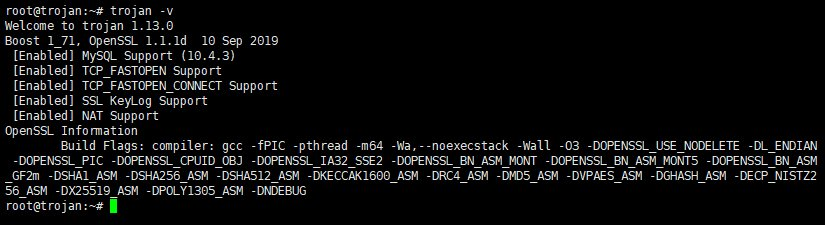 root@trojan:~# trojan -v
Welcome to trojan 1.13.0
Boost 1_71, OpenSSL 1.1.1d  10 Sep 2019
 [Enabled] MySQL Support (10.4.3)
 [Enabled] TCP_FASTOPEN Support
 [Enabled] TCP_FASTOPEN_CONNECT Support
 [Enabled] SSL KeyLog Support
 [Enabled] NAT Support
OpenSSL Information
        Build Flags: compiler: gcc -fPIC -pthread -m64 -Wa,--noexecstack -Wall -O3 -DOPENSSL_USE_NODELETE -DL_ENDIAN
 -DOPENSSL_PIC -DOPENSSL_CPUID_OBJ -DOPENSSL_IA32_SSE2 -DOPENSSL_BN_ASM_MONT -DOPENSSL_BN_ASM_MONT5 -DOPENSSL_BN_ASM
_GF2m -DSHA1_ASM -DSHA256_ASM -DSHA512_ASM -DKECCAK1600_ASM -DRC4_ASM -DMD5_ASM -DVPAES_ASM -DGHASH_ASM -DECP_NISTZ2
56_ASM -DX25519_ASM -DPOLY1305_ASM -DNDEBUG
root@trojan:~#